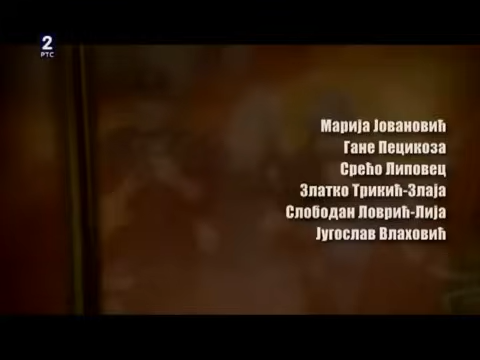 2
РТС
Марија Јовановић
Гане Пецикоза
Срећо Липовец
Златко Трикић-Злаја
Слободан Ловрић-Лија
Југослав Влаховић